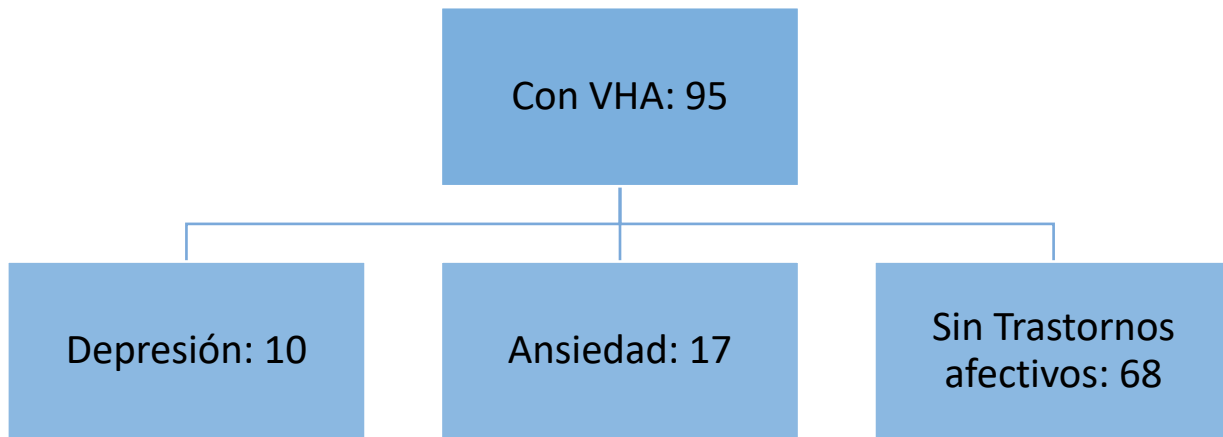 Con VHA: 95
Depresión: 10
Ansiedad: 17
Sin Trastornos
afectivos: 68